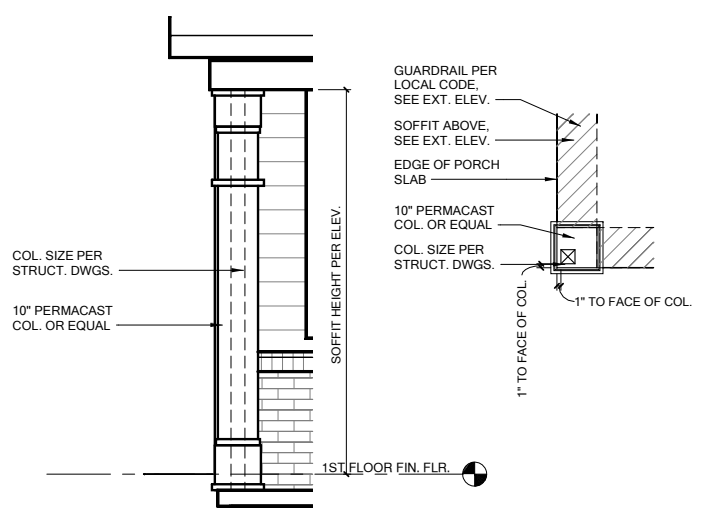 COL. SIZE PER
STRUCT. DWGS.
10" PERMACAST
COL. OR EQUAL
SOFFIT HEIGHT PER ELEV.
1ST. FLOOR FIN. FLR.
GUARDRAIL PER
LOCAL CODE,
SEE EXT. ELEV.
SOFFIT ABOVE,
SEE EXT. ELEV.
EDGE OF PORCH
SLAB
10" PERMACAST
COL. OR EQUAL
COL. SIZE PER
STRUCT. DWGS.
1" TO FACE OF COL.
1" TO FACE OF COL.